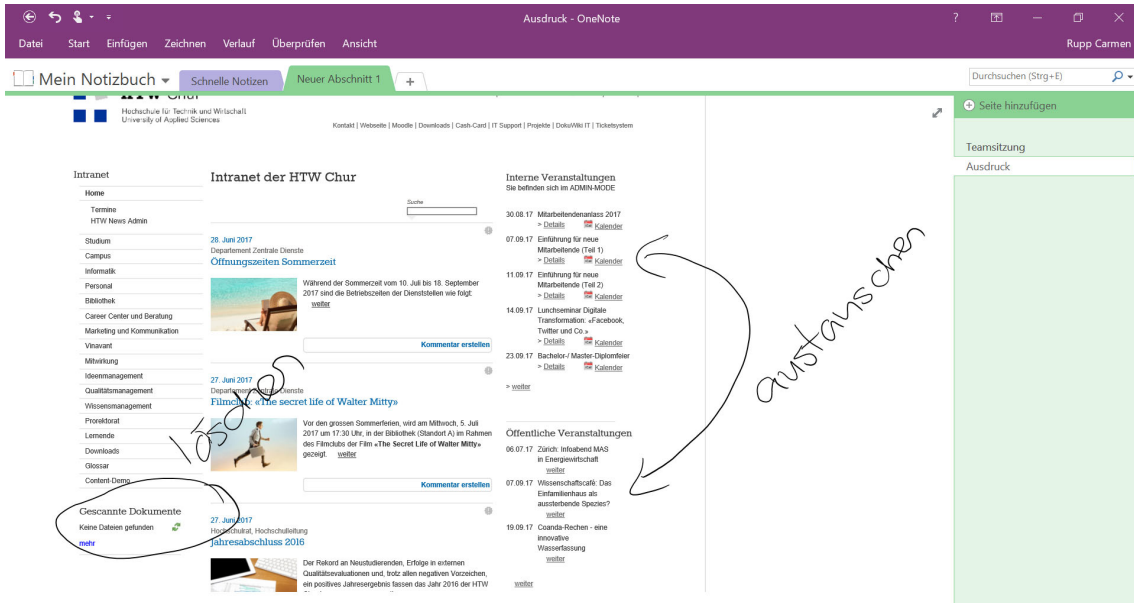 Ausdruck - OneNote
?
Datei Start Einfügen Zeichnen Verlauf Überprüfen Ansicht
Rupp Carmen
Mein Notizbuch
Schnelle Notizen
Neuer Abschnitt 1
+
Durchsuchen (Strg+E)
Seite hinzufügen
Teamsitzung
Ausdruck
Hochschule für Technik und Wirtschaft
University of Applied Sciences
Kontakt | Webseite | Moodle | Downloads | Cash-Card | IT Support | Projekte | DokuWiki IT | Ticketsystem
Intranet
Home
Termine
HTW News Admin
Studium
Campus
Informatik
Personal
Bibliothek
Career Center und Beratung
Marketing und Kommunikation
Vinavant
Mitwirkung
Ideenmanagement
Qualitätsmanagement
Wissensmanagement
Prorektorat
Lernende
Downloads
Glossar
Content-Demo
Gescannte Dokumente
Keine Dateien gefunden
mehr
löschen
Intranet der HTW Chur
Suche
28. Juni 2017
Departement Zentrale Dienste
Öffnungszeiten Sommerzeit
Während der Sommerzeit vom 10. Juli bis 18. September
2017 sind die Betriebszeiten der Dienststellen wie folgt:
weiter
Kommentar erstellen
27. Juni 2017
Departement Zentrale Dienste
Filmclub: «The secret life of Walter Mitty»
Vor den grossen Sommerferien, wird am Mittwoch, 5. Juli
2017 um 17:30 Uhr, in der Bibliothek (Standort A) im Rahmen
des Filmclubs der Film «The Secret Life of Walter Mitty»
gezeigt. weiter
Kommentar erstellen
27. Juni 2017
Hochschulrat, Hochschulleitung
Jahresabschluss 2016
Der Rekord an Neustudierenden, Erfolge in externen
Qualitätsevaluationen und, trotz allen negativen Vorzeichen,
ein positives Jahresergebnis fassen das Jahr 2016 der HTW
Interne Veranstaltungen
Sie befinden sich im ADMIN-MODE
30.08.17 Mitarbeitendenanlass 2017
> Details Kalender
07.09.17 Einführung für neue
Mitarbeitende (Teil 1)
> Details Kalender
11.09.17 Einführung für neue
Mitarbeitende (Teil 2)
> Details Kalender
14.09.17 Lunchseminar Digitale
Transformation: «Facebook,
Twitter und Co.»
> Details Kalender
23.09.17 Bachelor-/ Master-Diplomfeier
> Details Kalender
> weiter
Öffentliche Veranstaltungen
06.07.17 Zürich: Infoabend MAS
in Energiewirtschaft
weiter
07.09.17 Wissenschaftscafé: Das
Einfamilienhaus als
aussterbende Spezies?
weiter
19.09.17 Coanda-Rechen - eine
innovative
Wasserfassung
weiter
weiter
austauschen